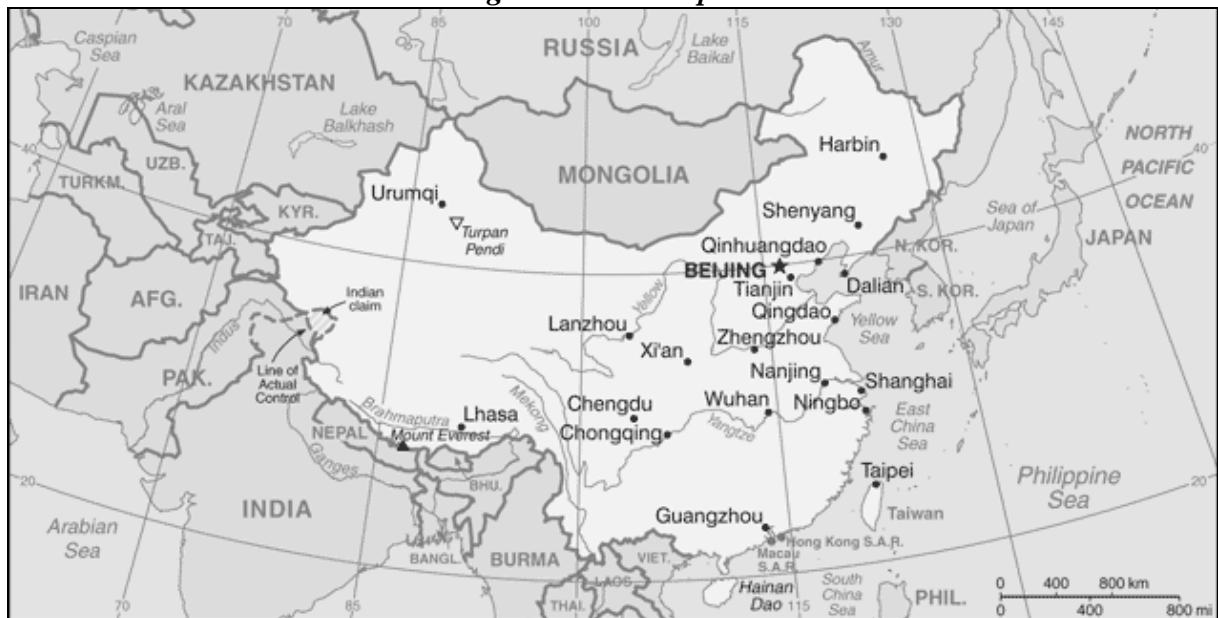 70
85
100
115
130
145
RUSSIA
Caspian
Sea
Ob'
Lake
Baikal
Amur
KAZAKHSTAN
Aral
Sea
Lake
Balkhash
Harbin
NORTH
PACIFIC
OCEAN
40
40
UZB.
MONGOLIA
TURKM.
Urumqi
KYR.
Shenyang
Sea of
Japan
Turpan
Pendi
TAJ.
Qinhuangdao
N. KOR.
JAPAN
BEIJING
Tianjin
Dalian
S. KOR.
IRAN
AFG.
Indian
claim
Yellow
Qingdao
Yellow
Sea
Indus
Lanzhou
Zhengzhou
Xi'an
Line of
Actual
Control
PAK.
Nanjing
Shanghai
Mekong
Brahmaputra
Lhasa
Chengdu
Wuhan
Ningbo
East
China
Sea
NEPAL
Mount Everest
Chongqing
Yangtze
Ganges
BHU.
Taipei
Philippine
Sea
20
20
INDIA
Arabian
Sea
Guangzhou
Taiwan
Hong Kong S.A.R.
Macau
S.A.R.
BANGL.
BURMA
VIET.
LAOS
THAI.
Hainan
Dao
South
China
Sea
PHIL.
0 400 800 km
0 400 800 mi
70
85
100
115